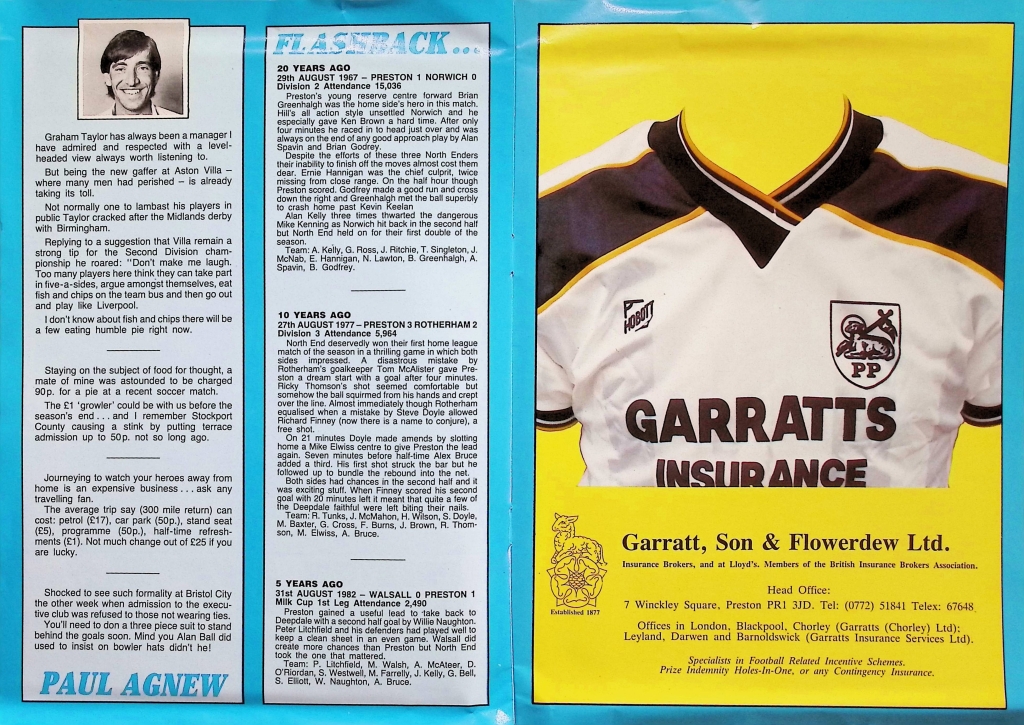 Graham Taylor has always been a manager I
have admired and respected with a level-
headed view always worth listening to.
But being the new gaffer at Aston Villa –
where many men had perished – is already
taking its toll.
Not normally one to lambast his players in
public Taylor cracked after the Midlands derby
with Birmingham.
Replying to a suggestion that Villa remain a
strong tip for the Second Division cham-
pionship he roared: "Don't make me laugh.
Too many players here think they can take part
in five-a-sides, argue amongst themselves, eat
fish and chips on the team bus and then go out
and play like Liverpool.
I don't know about fish and chips there will be
a few eating humble pie right now.
Staying on the subject of food for thought, a
mate of mine was astounded to be charged
90p. for a pie at a recent soccer match.
The £1 'growler' could be with us before the
season's end . . . and I remember Stockport
County causing a stink by putting terrace
admission up to 50p. not so long ago.
Journeying to watch your heroes away from
home is an expensive business . . . ask any
travelling fan.
The average trip say (300 mile return) can
cost: petrol (£17), car park (50p.), stand seat
(£5), programme (50p.), half-time refresh-
ments (£1). Not much change out of £25 if you
are lucky.
Shocked to see such formality at Bristol City
the other week when admission to the execu-
tive club was refused to those not wearing ties.
You'll need to don a three piece suit to stand
behind the goals soon. Mind you Alan Ball did
used to insist on bowler hats didn't he!
PAUL AGNEW
FLASHBACK...
20 YEARS AGO
29th AUGUST 1967 – PRESTON 1 NORWICH 0
Division 2 Attendance 15,036
Preston's young reserve centre forward Brian
Greenhalgh was the home side's hero in this match.
Hill's all action style unsettled Norwich and he
especially gave Ken Brown a hard time. After only
four minutes he raced in to head just over and was
always on the end of any good approach play by Alan
Spavin and Brian Godfrey.
Despite the efforts of these three North Enders
their inability to finish off the moves almost cost them
dear. Ernie Hannigan was the chief culprit, twice
missing from close range. On the half hour though
Preston scored. Godfrey made a good run and cross
down the right and Greenhalgh met the ball superbly
to crash home past Kevin Keelan
Alan Kelly three times thwarted the dangerous
Mike Kenning as Norwich hit back in the second half
but North End held on for their first double of the
season.
Team: A. Kelly, G. Ross, J. Ritchie, T. Singleton, J.
McNab, E. Hannigan, N. Lawton, B. Greenhalgh, A.
Spavin, B. Godfrey.
10 YEARS AGO
27th AUGUST 1977 – PRESTON 3 ROTHERHAM 2
Division 3 Attendance 5,964
North End deservedly won their first home league
match of the season in a thrilling game in which both
sides impressed. A disastrous mistake by
Rotherham's goalkeeper Tom McAlister gave Pre-
ston a dream start with a goal after four minutes.
Ricky Thomson's shot seemed comfortable but
somehow the ball squirmed from his hands and crept
over the line. Almost immediately though Rotherham
equalised when a mistake by Steve Doyle allowed
Richard Finney (now there is a name to conjure), a
free shot.
On 21 minutes Doyle made amends by slotting
home a Mike Elwiss centre to give Preston the lead
again. Seven minutes before half-time Alex Bruce
added a third. His first shot struck the bar but he
followed up to bundle the rebound into the net.
Both sides had chances in the second half and it
was exciting stuff. When Finney scored his second
goal with 20 minutes left it meant that quite a few of
the Deepdale faithful were left biting their nails.
Team: R. Tunks, J. McMahon, H. Wilson, S. Doyle,
M. Baxter, G. Cross, F. Burns, J. Brown, R. Thom-
son, M. Elwiss, A. Bruce.
5 YEARS AGO
31st AUGUST 1982 – WALSALL 0 PRESTON 1
Milk Cup 1st Leg Attendance 2,490
Preston gained a useful lead to take back to
Deepdale with a second half goal by Willie Naughton.
Peter Litchfield and his defenders had played well to
keep a clean sheet in an even game. Walsall did
create more chances than Preston but North End
took the one that mattered.
Team: P. Litchfield, M. Walsh, A. McAteer, D.
O'Riordan, S. Westwell, M. Farrelly, J. Kelly, G. Bell,
S. Elliott, W. Naughton, A. Bruce.
HOBOTT
PP
GARRATTS
INSURANCE
Garratt, Son & Flowerdew Ltd.
Insurance Brokers, and at Lloyd's. Members of the British Insurance Brokers Association.
Established 1877
Head Office:
7 Winckley Square, Preston PR1 3JD. Tel: (0772) 51841 Telex: 67648
Offices in London, Blackpool, Chorley (Garratts (Chorley) Ltd);
Leyland, Darwen and Barnoldswick (Garratts Insurance Services Ltd).
Specialists in Football Related Incentive Schemes.
Prize Indemnity Holes-In-One, or any Contingency Insurance.